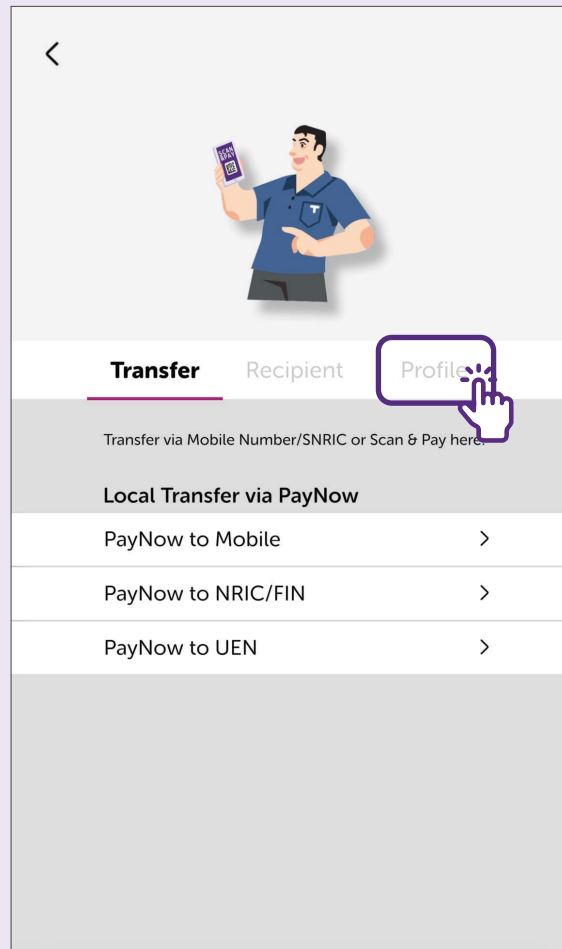 SCAN
&PAY
T
Transfer Recipient Profile
Transfer via Mobile Number/SNRIC or Scan & Pay here.
Local Transfer via PayNow
PayNow to Mobile
PayNow to NRIC/FIN
PayNow to UEN